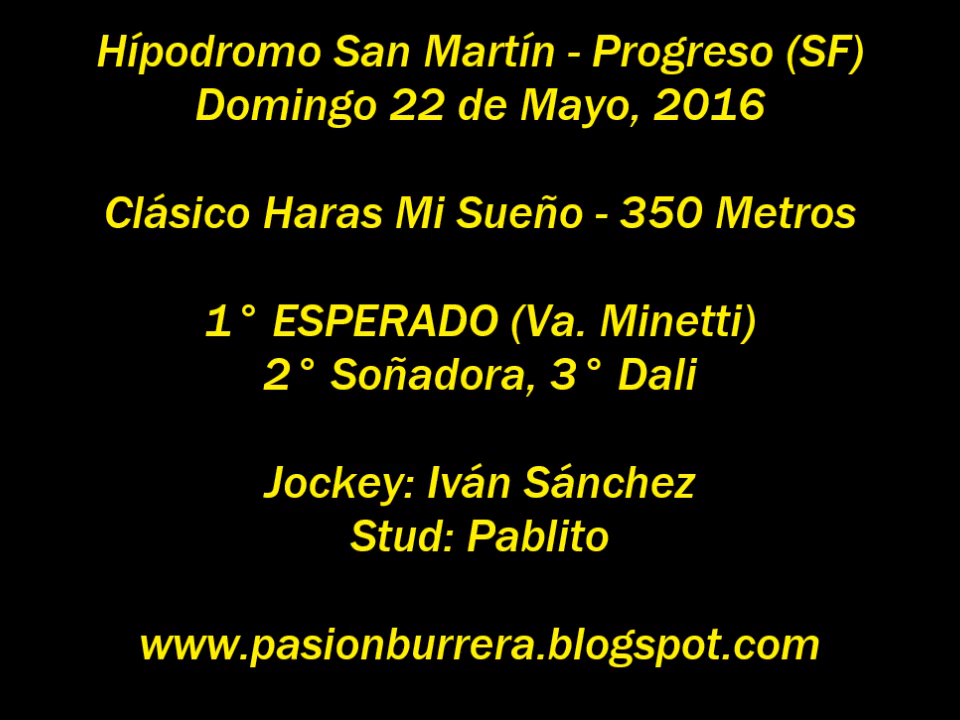 Hípodromo San Martín - Progreso (SF)
Domingo 22 de Mayo, 2016
Clásico Haras Mi Sueño - 350 Metros
1° ESPERADO (Va. Minetti)
2° Soñadora, 3° Dali
Jockey: Iván Sánchez
Stud: Pablito
www.pasionburrera.blogspot.com